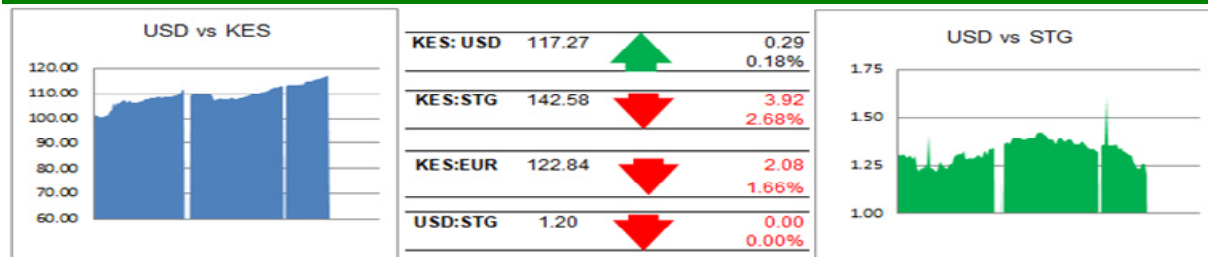 USD vs KES
120.00
110.00
100.00
90.00
80.00
70.00
60.00
KES: USD 117.27 0.29
0.18%
KES:STG 142.58 3.92
2.68%
KES:EUR 122.84 2.08
1.66%
USD:STG 1.20 0.00
0.00%
USD vs STG
1.75
1.50
1.25
1.00